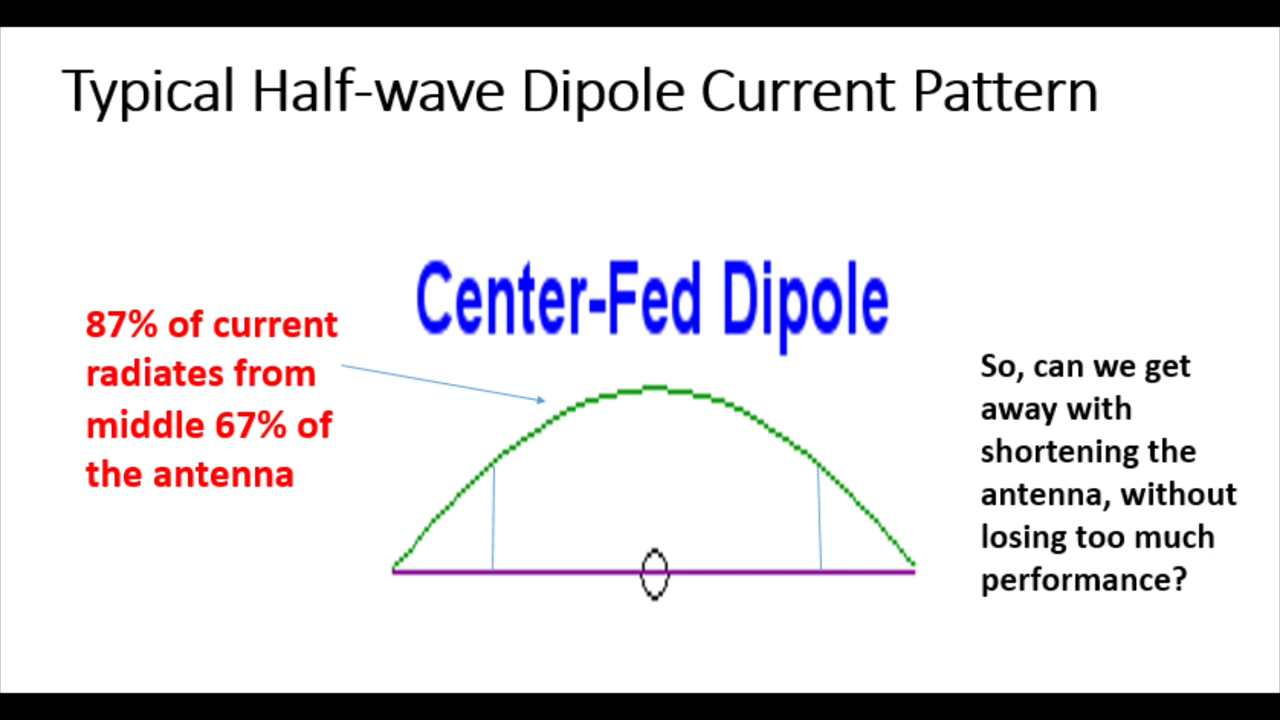 Typical Half-wave Dipole Current Pattern
Center-Fed Dipole
87% of current
radiates from
middle 67% of
the antenna
So, can we get
away with
shortening the
antenna, without
losing too much
performance?